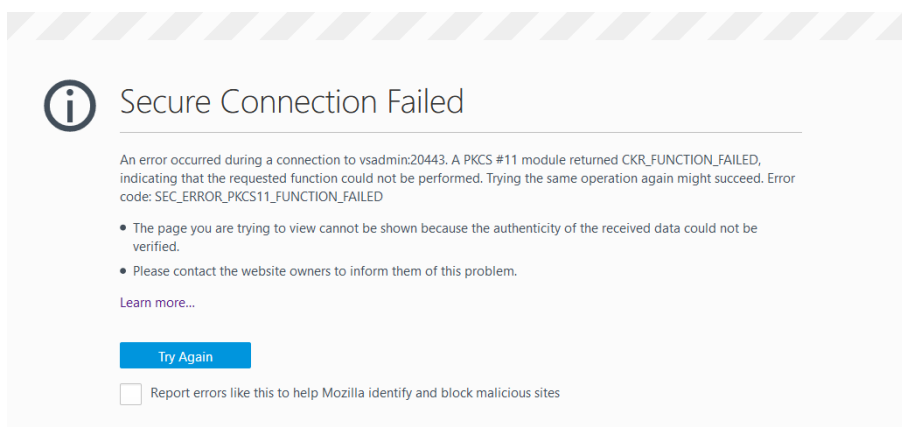 Secure Connection Failed
An error occurred during a connection to vsadmin:20443. A PKCS #11 module returned CKR_FUNCTION_FAILED,
indicating that the requested function could not be performed. Trying the same operation again might succeed. Error
code: SEC_ERROR_PKCS11_FUNCTION_FAILED
• The page you are trying to view cannot be shown because the authenticity of the received data could not be
verified.
• Please contact the website owners to inform them of this problem.
Learn more...
Try Again
Report errors like this to help Mozilla identify and block malicious sites